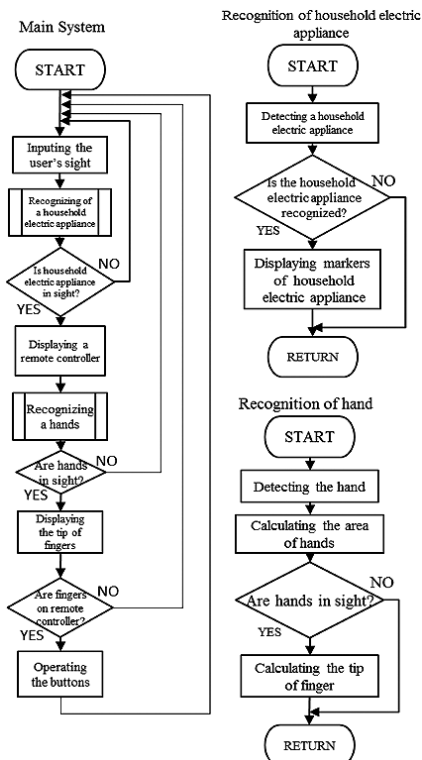 Main System
START
Inputing the
user's sight
Recognizing of
a household
electric appliance
Is household
electric appliance
in sight?
NO
YES
Displaying a
remote controller
Recognizing
a hands
Are hands
in sight?
NO
YES
Displaying
the tip of
fingers
Are fingers
on remote
controller?
NO
YES
Operating
the buttons
Recognition of household electric
appliance
START
Detecting a household
electric appliance
Is the household
electric appliance
recognized?
NO
YES
Displaying markers
of household
electric appliance
RETURN
Recognition of hand
START
Detecting the hand
Calculating the area
of hands
Are hands in sight?
NO
YES
Calculating the tip
of finger
RETURN